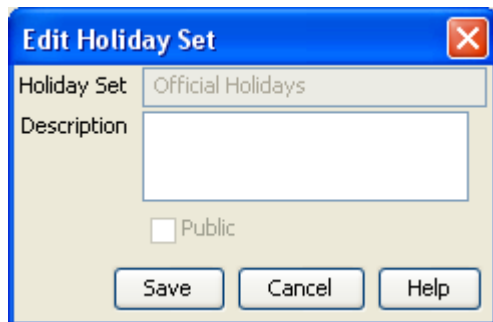 Edit Holiday Set
Holiday Set Official Holidays
Description
Public
Save Cancel Help